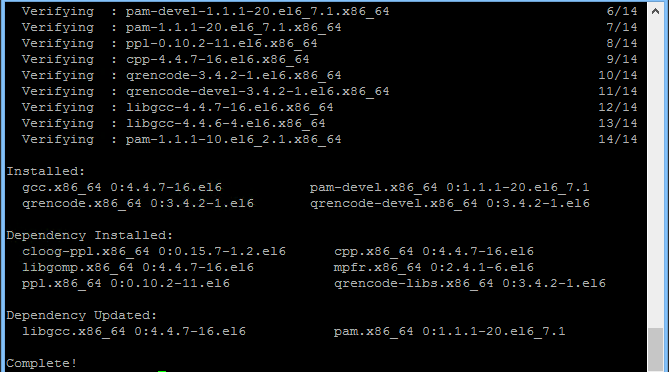 Verifying  : pam-devel-1.1.1-20.el6_7.1.x86_64    6/14
Verifying  : pam-1.1.1-20.el6_7.1.x86_64    7/14
Verifying  : ppl-0.10.2-11.el6.x86_64    8/14
Verifying  : cpp-4.4.7-16.el6.x86_64    9/14
Verifying  : qrencode-3.4.2-1.el6.x86_64    10/14
Verifying  : qrencode-devel-3.4.2-1.el6.x86_64    11/14
Verifying  : libgcc-4.4.7-16.el6.x86_64    12/14
Verifying  : libgcc-4.4.6-4.el6.x86_64    13/14
Verifying  : pam-1.1.1-10.el6_2.1.x86_64    14/14
Installed:
gcc.x86_64 0:4.4.7-16.el6    pam-devel.x86_64 0:1.1.1-20.el6_7.1
qrencode.x86_64 0:3.4.2-1.el6    qrencode-devel.x86_64 0:3.4.2-1.el6
Dependency Installed:
cloog-ppl.x86_64 0:0.15.7-1.2.el6    cpp.x86_64 0:4.4.7-16.el6
libgomp.x86_64 0:4.4.7-16.el6    mpfr.x86_64 0:2.4.1-6.el6
ppl.x86_64 0:0.10.2-11.el6    qrencode-libs.x86_64 0:3.4.2-1.el6
Dependency Updated:
libgcc.x86_64 0:4.4.7-16.el6    pam.x86_64 0:1.1.1-20.el6_7.1
Complete!